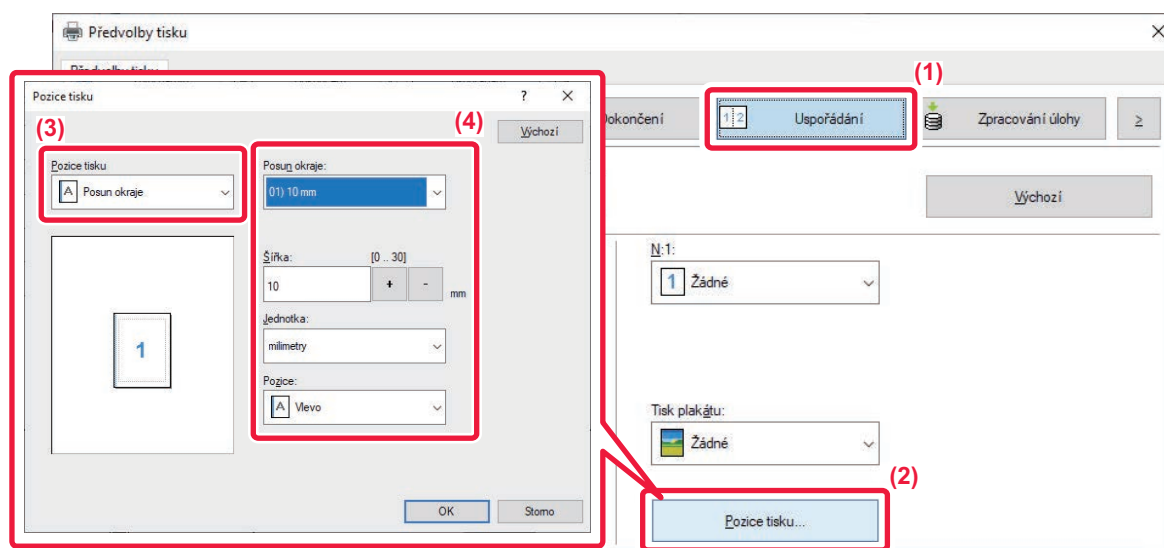 Předvolby tisku
(1)
Pozice tisku
?
(3)
(4)
Výchozí
Dokončení
1 2 Uspořádání
Zpracování úlohy
≥
Pozice tisku
A Posun okraje
Posun okraje:
01) 10 mm
Výchozí
Šířka: [0 .. 30]
10 + - mm
Jednotka:
milimetry
Pozice:
A Vlevo
1
OK
Storno
N:1:
1 Žádné
Tisk plakátu:
Žádné
(2)
Pozice tisku...